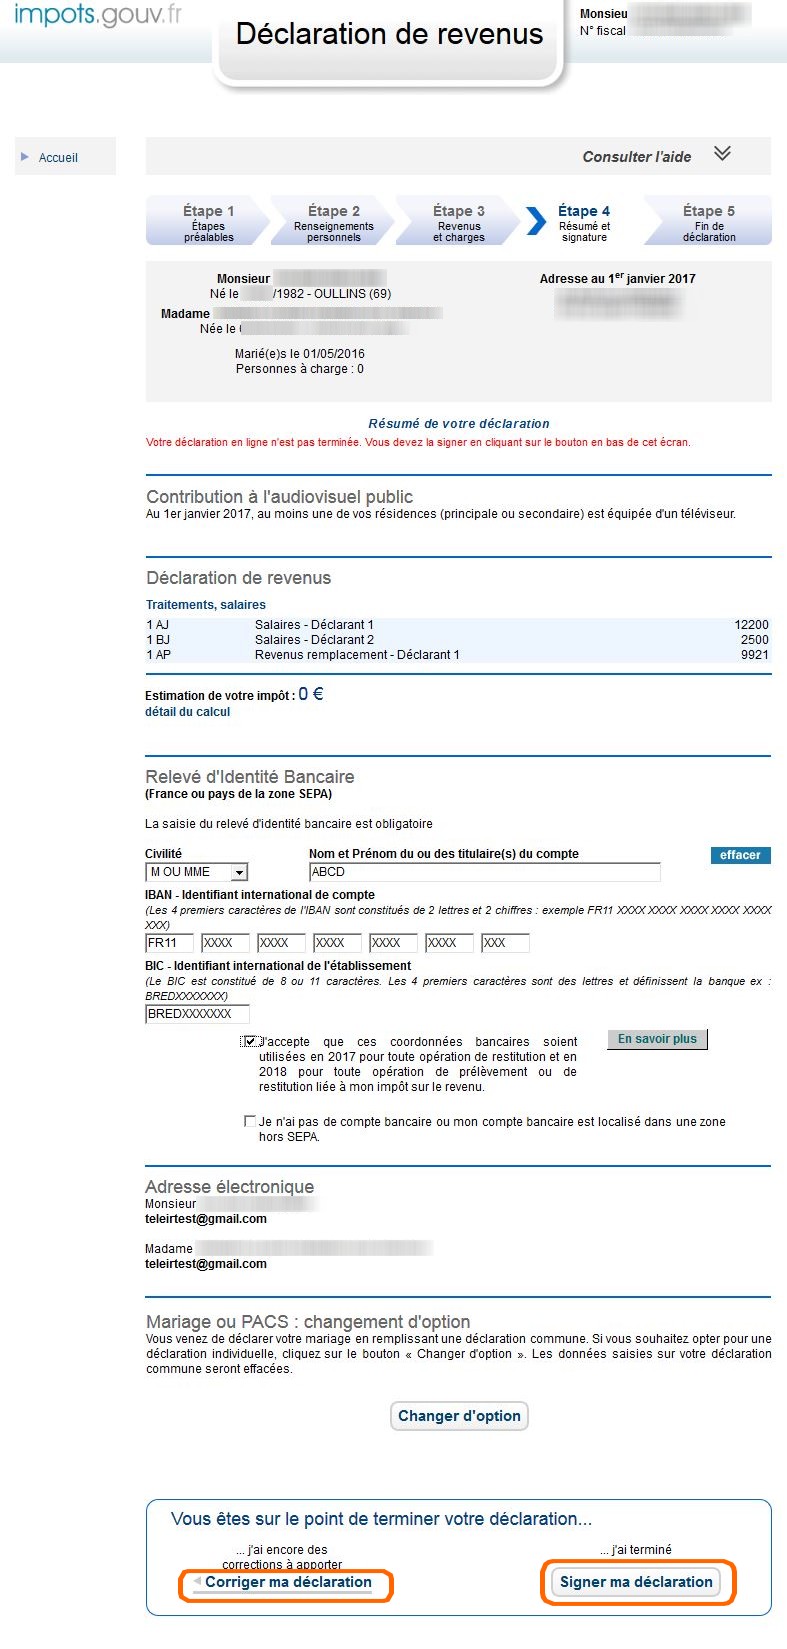 impots.gouv.fr
Déclaration de revenus
Monsieu
N° fiscal
Accueil
Consulter l'aide
Étape 1
Étapes
préalables
Étape 2
Renseignements
personnels
Étape 3
Revenus
et charges
Étape 4
Résumé et
signature
Étape 5
Fin de
déclaration
Monsieur
Né le /1982 - OULLINS (69)
Madame
Née le
Marié(e)s le 01/05/2016
Personnes à charge : 0
Adresse au 1er janvier 2017
Résumé de votre déclaration
Votre déclaration en ligne n'est pas terminée. Vous devez la signer en cliquant sur le bouton en bas de cet écran.
Contribution à l'audiovisuel public
Au 1er janvier 2017, au moins une de vos résidences (principale ou secondaire) est équipée d'un téléviseur.
Déclaration de revenus
Traitements, salaires
1 AJ Salaires - Déclarant 1 12200
1 BJ Salaires - Déclarant 2 2500
1 AP Revenus remplacement - Déclarant 1 9921
Estimation de votre impôt : 0 €
détail du calcul
Relevé d'Identité Bancaire
(France ou pays de la zone SEPA)
La saisie du relevé d'identité bancaire est obligatoire
Civilité Nom et Prénom du ou des titulaire(s) du compte effacer
M OU MME ABCD
IBAN - Identifiant international de compte
(Les 4 premiers caractères de l'IBAN sont constitués de 2 lettres et 2 chiffres : exemple FR11 XXXX XXXX XXXX XXXX XXXX
XXX)
FR11 XXXX XXXX XXXX XXXX XXXX XXX
BIC - Identifiant international de l'établissement
(Le BIC est constitué de 8 ou 11 caractères. Les 4 premiers caractères sont des lettres et définissent la banque ex :
BREDXXXXXXX)
BREDXXXXXXX
J'accepte que ces coordonnées bancaires soient
utilisées en 2017 pour toute opération de restitution et en
2018 pour toute opération de prélèvement ou de
restitution liée à mon impôt sur le revenu.
En savoir plus
Je n'ai pas de compte bancaire ou mon compte bancaire est localisé dans une zone
hors SEPA.
Adresse électronique
Monsieur
teleirtest@gmail.com
Madame
teleirtest@gmail.com
Mariage ou PACS : changement d'option
Vous venez de déclarer votre mariage en remplissant une déclaration commune. Si vous souhaitez opter pour une
déclaration individuelle, cliquez sur le bouton « Changer d'option ». Les données saisies sur votre déclaration
commune seront effacées.
Changer d'option
Vous êtes sur le point de terminer votre déclaration...
... j'ai encore des
corrections à apporter
Corriger ma déclaration
... j'ai terminé
Signer ma déclaration